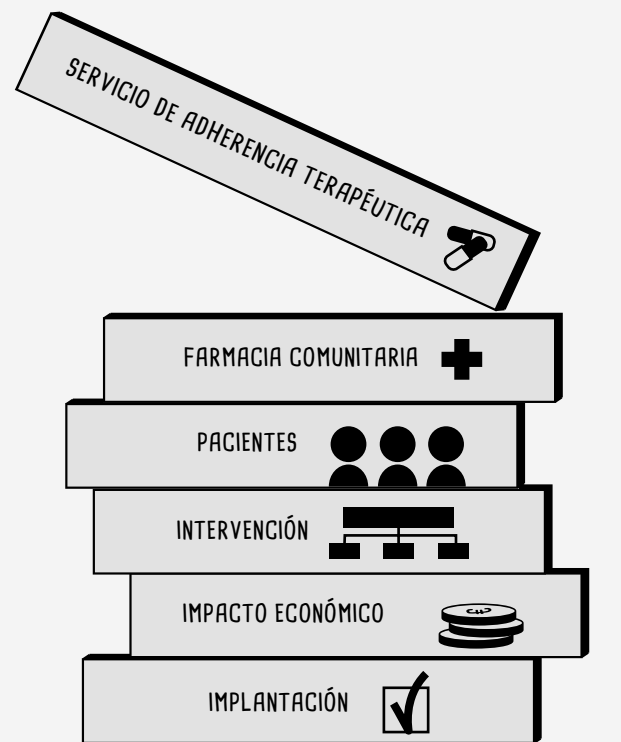 SERVICIO DE ADHERENCIA TERAPÉUTICA
FARMACIA COMUNITARIA
PACIENTES
INTERVENCIÓN
IMPACTO ECONÓMICO
IMPLANTACIÓN